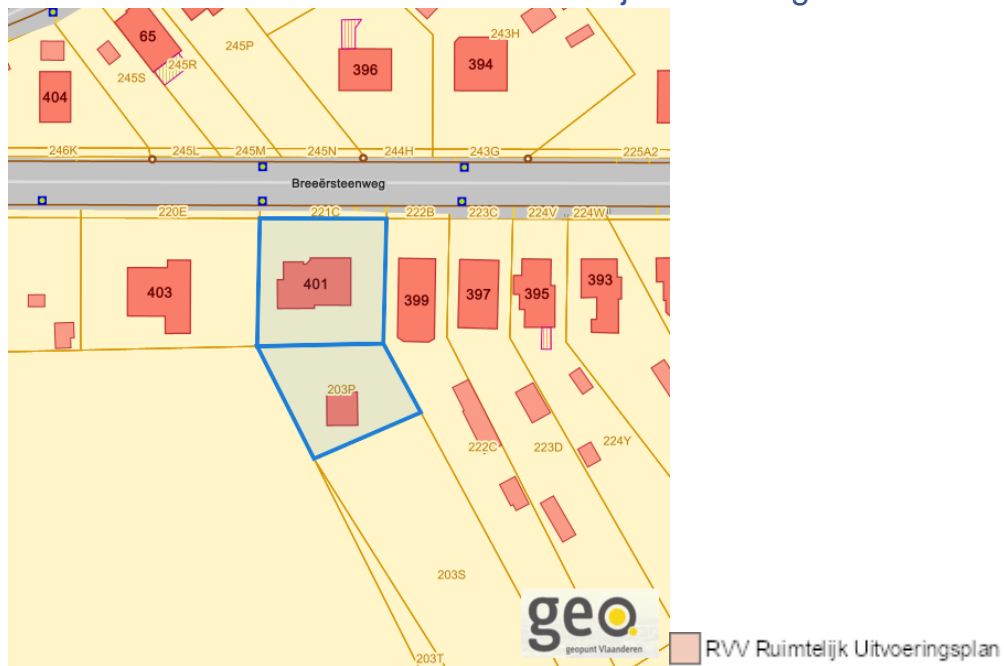 65
245P
243H
245R
245S
396
394
404
246K
245L
245M
245N
244H
243G
225A2
Breeërsteenweg
220E
221C
222B
223C
224V
224W
403
401
399
397
395
393
203P
222C
223D
224Y
203S
geo.
geopunt Vlaanderen
203T
RVV Ruimtelijk Uitvoeringsplan